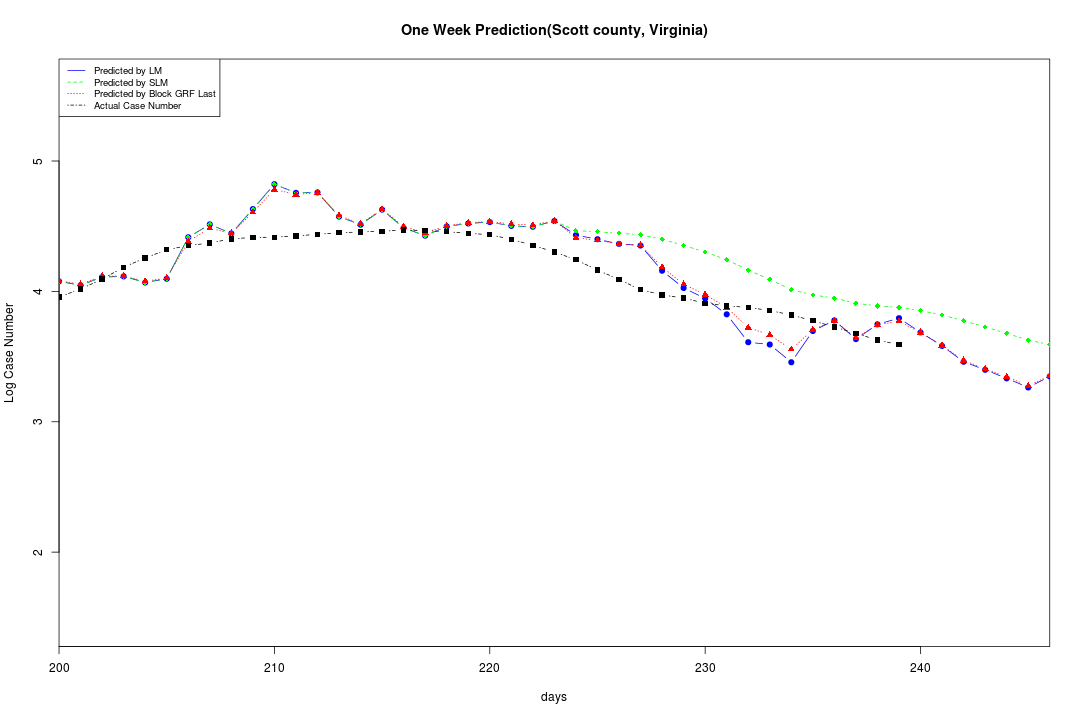 One Week Prediction(Scott county, Virginia)
Predicted by LM
Predicted by SLM
Predicted by Block GRF Last
Actual Case Number
5
4
3
2
Log Case Number
200
210
220
230
240
days